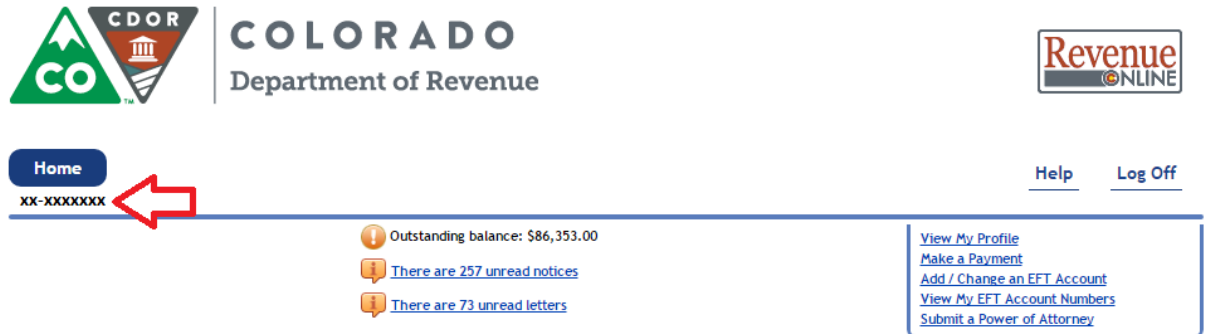 CDOR
CO
TM
COLORADO
Department of Revenue
Revenue
ONLINE
Home
Help
Log Off
xx-xxxxxxx
! Outstanding balance: $86,353.00
i There are 257 unread notices
i There are 73 unread letters
View My Profile
Make a Payment
Add / Change an EFT Account
View My EFT Account Numbers
Submit a Power of Attorney